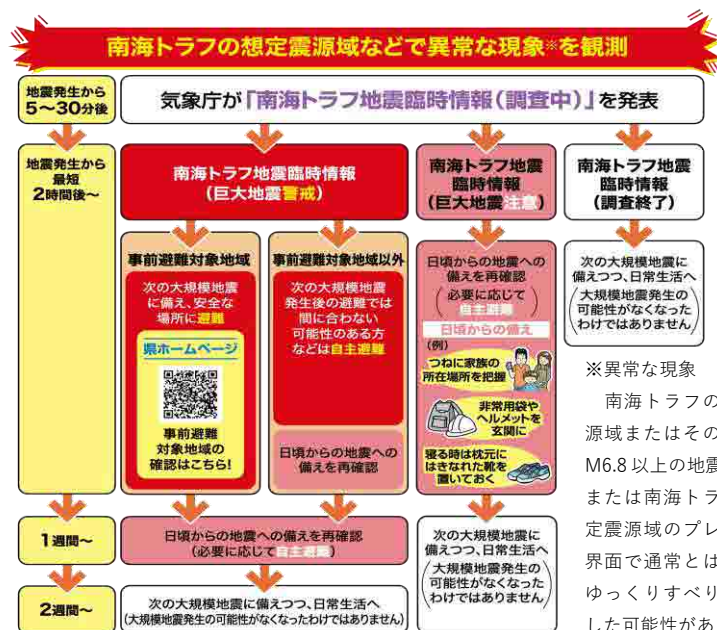 南海トラフの想定震源域などで異常な現象※を観測
地震発生から
5～30分後
気象庁が「南海トラフ地震臨時情報(調査中)」を発表
地震発生から
最短
2時間後～
南海トラフ地震臨時情報
(巨大地震警戒)
南海トラフ地震
臨時情報
(巨大地震注意)
南海トラフ地震
臨時情報
(調査終了)
事前避難対象地域
次の大規模地震
に備え、安全な
場所に避難
県ホームページ
事前避難
対象地域の
確認はこちら!
事前避難対象地域以外
次の大規模地震
発生後の避難では
間に合わない
可能性のある方
などは自主避難
日頃からの地震への
備えを再確認
日頃からの地震への
備えを再確認
(必要に応じて
自主避難)
日頃からの備え
(例)
つねに家族の
所在場所を把握
非常用袋や
ヘルメットを
玄関に
寝る時は枕元に
はきなれた靴を
置いておく
次の大規模地震に
備えつつ、日常生活へ
(大規模地震発生の
可能性がなくなった
わけではありません)
※異常な現象
南海トラフの
源域またはその
M6.8以上の地震
または南海トラ
定震源域のプレ
界面で通常とは
ゆっくりすべり
した可能性があ
1週間～
日頃からの地震への備えを再確認
(必要に応じて自主避難)
次の大規模地震に
備えつつ、日常生活へ
(大規模地震発生の
可能性がなくなった
わけではありません)
2週間～
次の大規模地震に備えつつ、日常生活へ
(大規模地震発生の可能性がなくなったわけではありません)